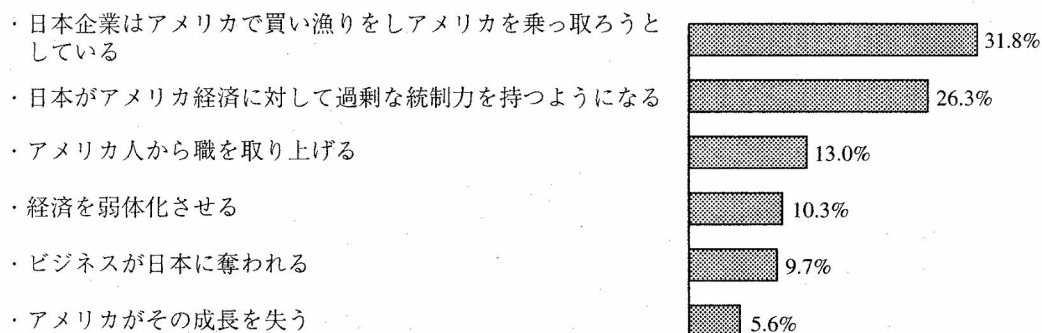 ・日本企業はアメリカで買い漁りをしアメリカを乗っ取ろうと
している
31.8%
・日本がアメリカ経済に対して過剰な統制力を持つようになる
26.3%
・アメリカ人から職を取り上げる
13.0%
・経済を弱体化させる
10.3%
・ビジネスが日本に奪われる
9.7%
・アメリカがその成長を失う
5.6%